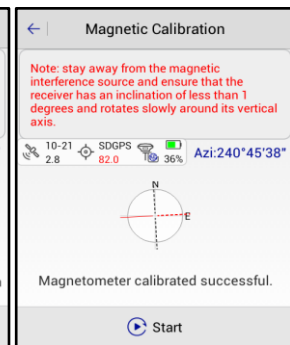 Magnetic Calibration
Note: stay away from the magnetic
interference source and ensure that the
receiver has an inclination of less than 1
degrees and rotates slowly around its vertical
axis.
10-21 SDGPS Azi:240°45'38"
2.8 82.0 36%
N
E
Magnetometer calibrated successful.
Start